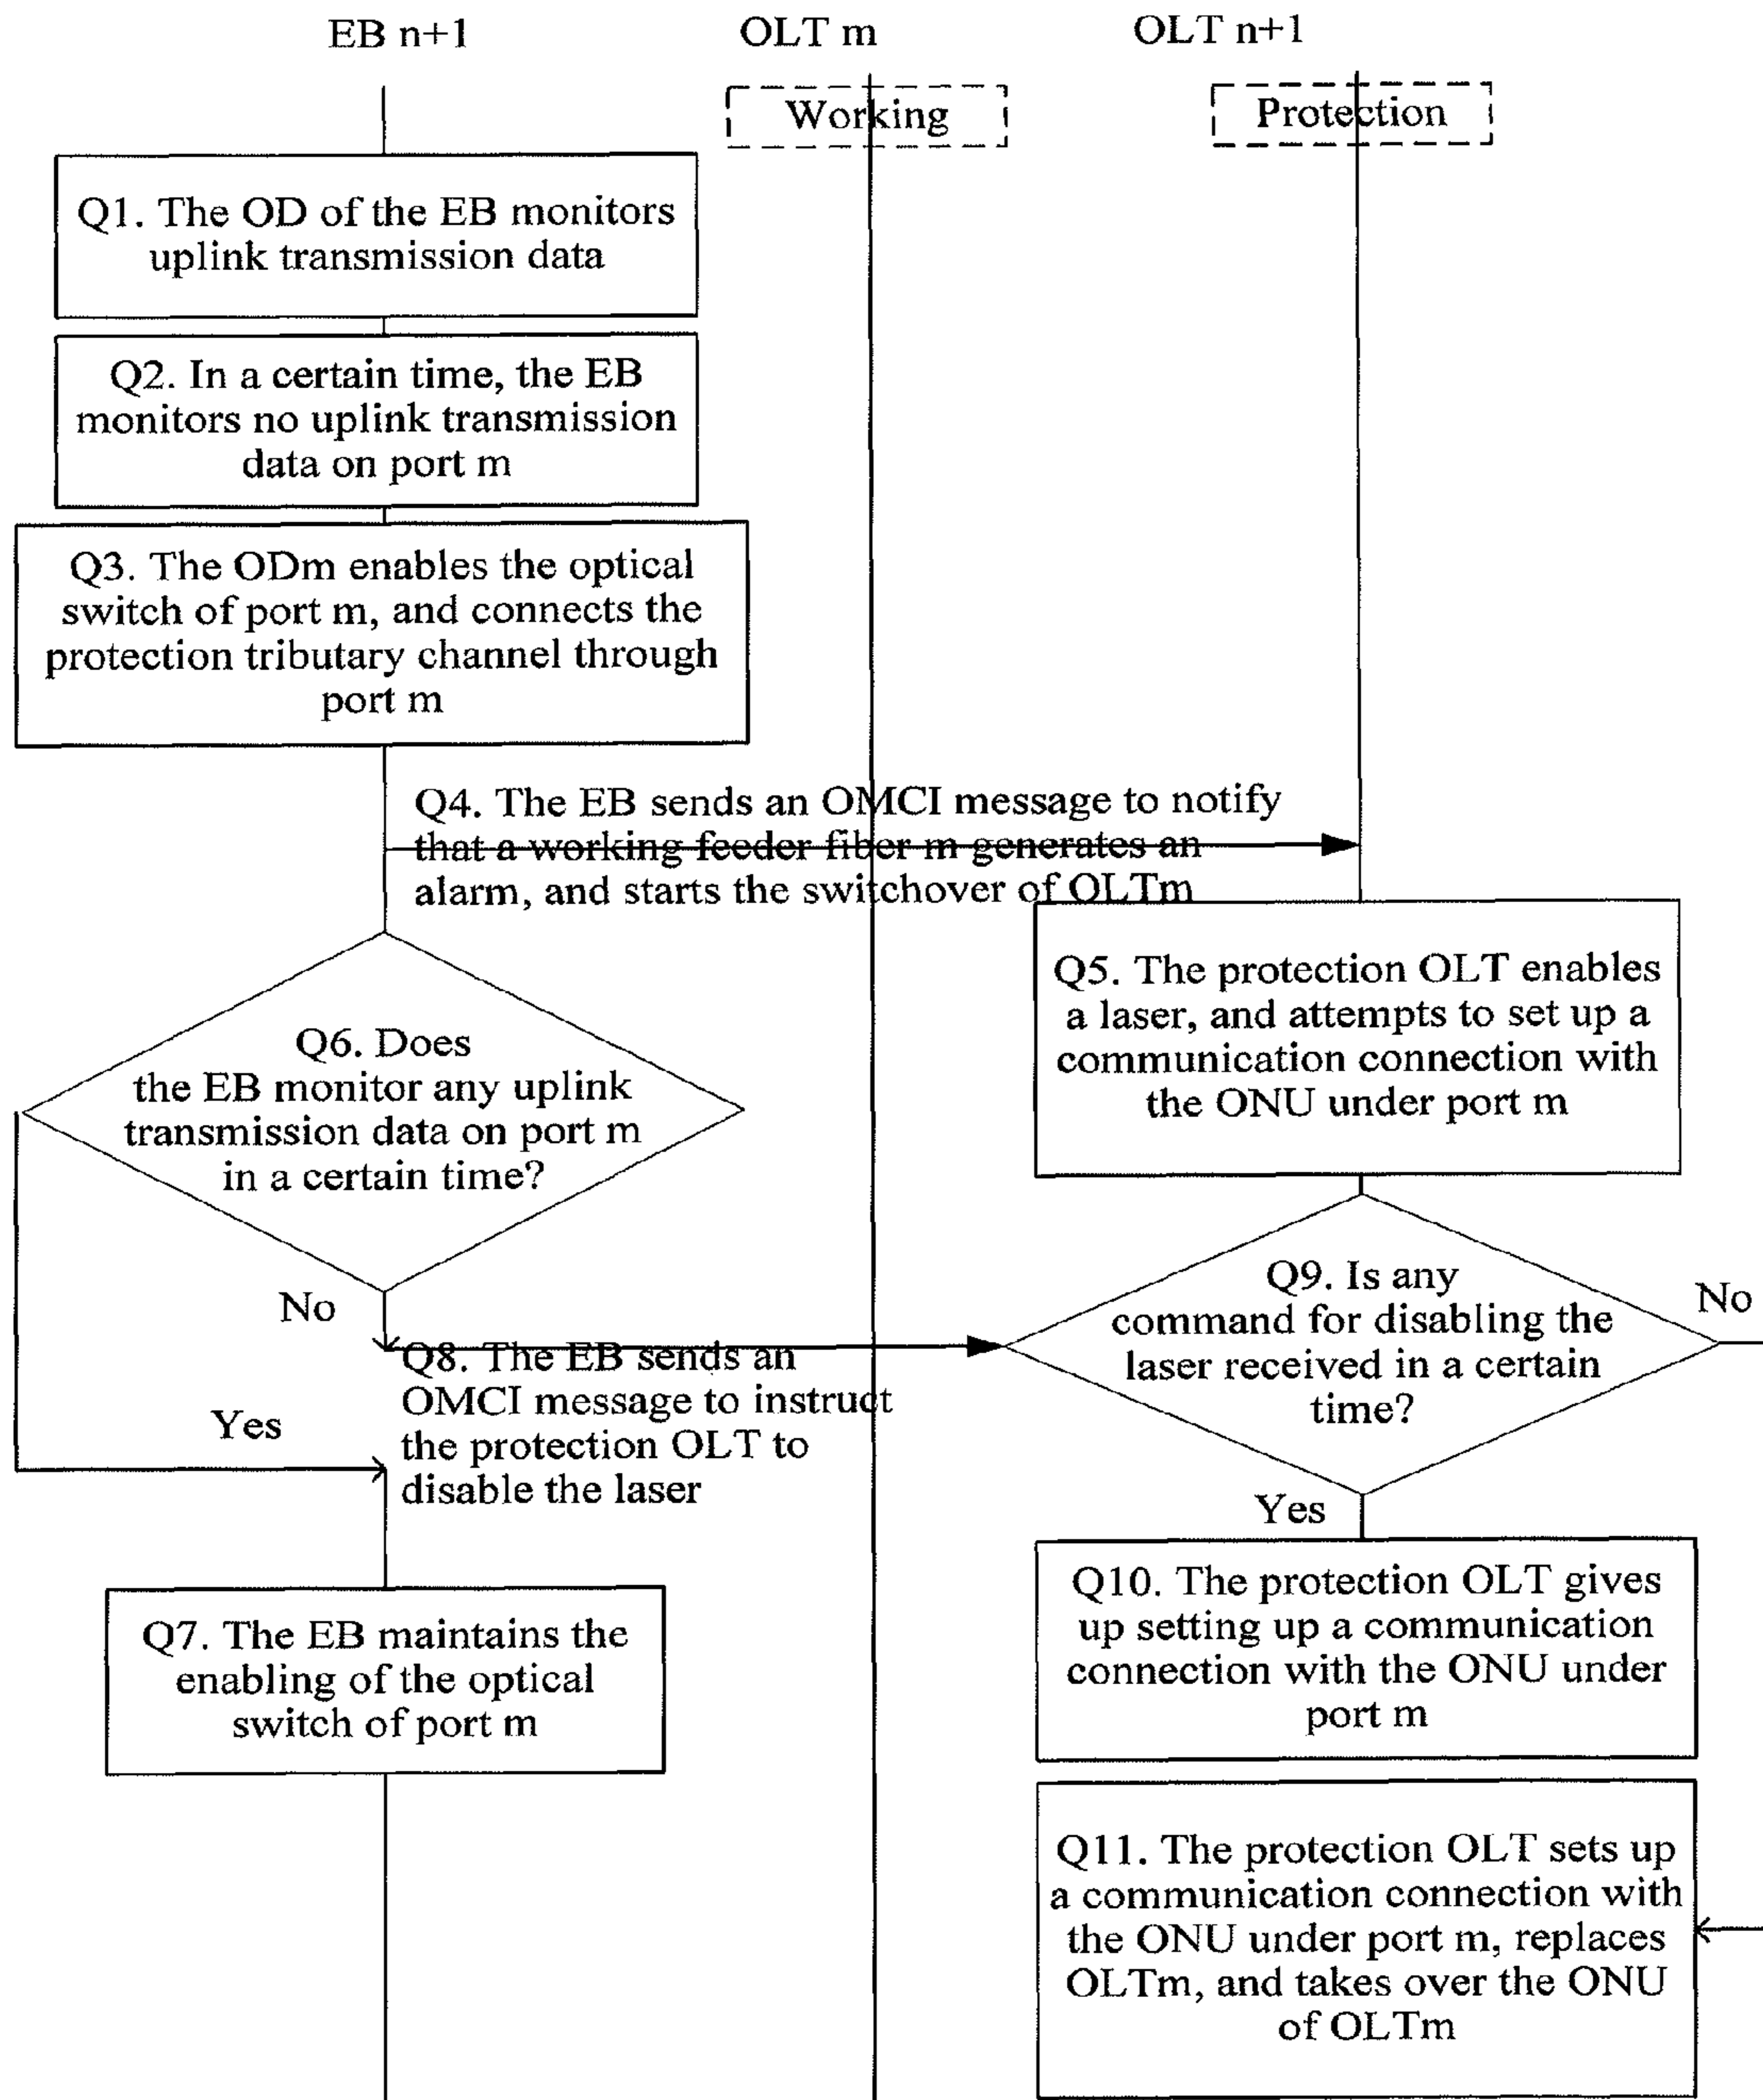 EB n+1
OLT m
OLT n+1
Working
Protection
Q1. The OD of the EB monitors
uplink transmission data
Q2. In a certain time, the EB
monitors no uplink transmission
data on port m
Q3. The ODm enables the optical
switch of port m, and connects the
protection tributary channel through
port m
Q4. The EB sends an OMCI message to notify
that a working feeder fiber m generates an
alarm, and starts the switchover of OLTm
Q5. The protection OLT enables
a laser, and attempts to set up a
communication connection with
the ONU under port m
Q6. Does
the EB monitor any uplink
transmission data on port m
in a certain time?
No
Q9. Is any
command for disabling the
laser received in a certain
time?
No
Q8. The EB sends an
OMCI message to instruct
the protection OLT to
disable the laser
Yes
Yes
Q7. The EB maintains the
enabling of the optical
switch of port m
Q10. The protection OLT gives
up setting up a communication
connection with the ONU under
port m
Q11. The protection OLT sets up
a communication connection with
the ONU under port m, replaces
OLTm, and takes over the ONU
of OLTm